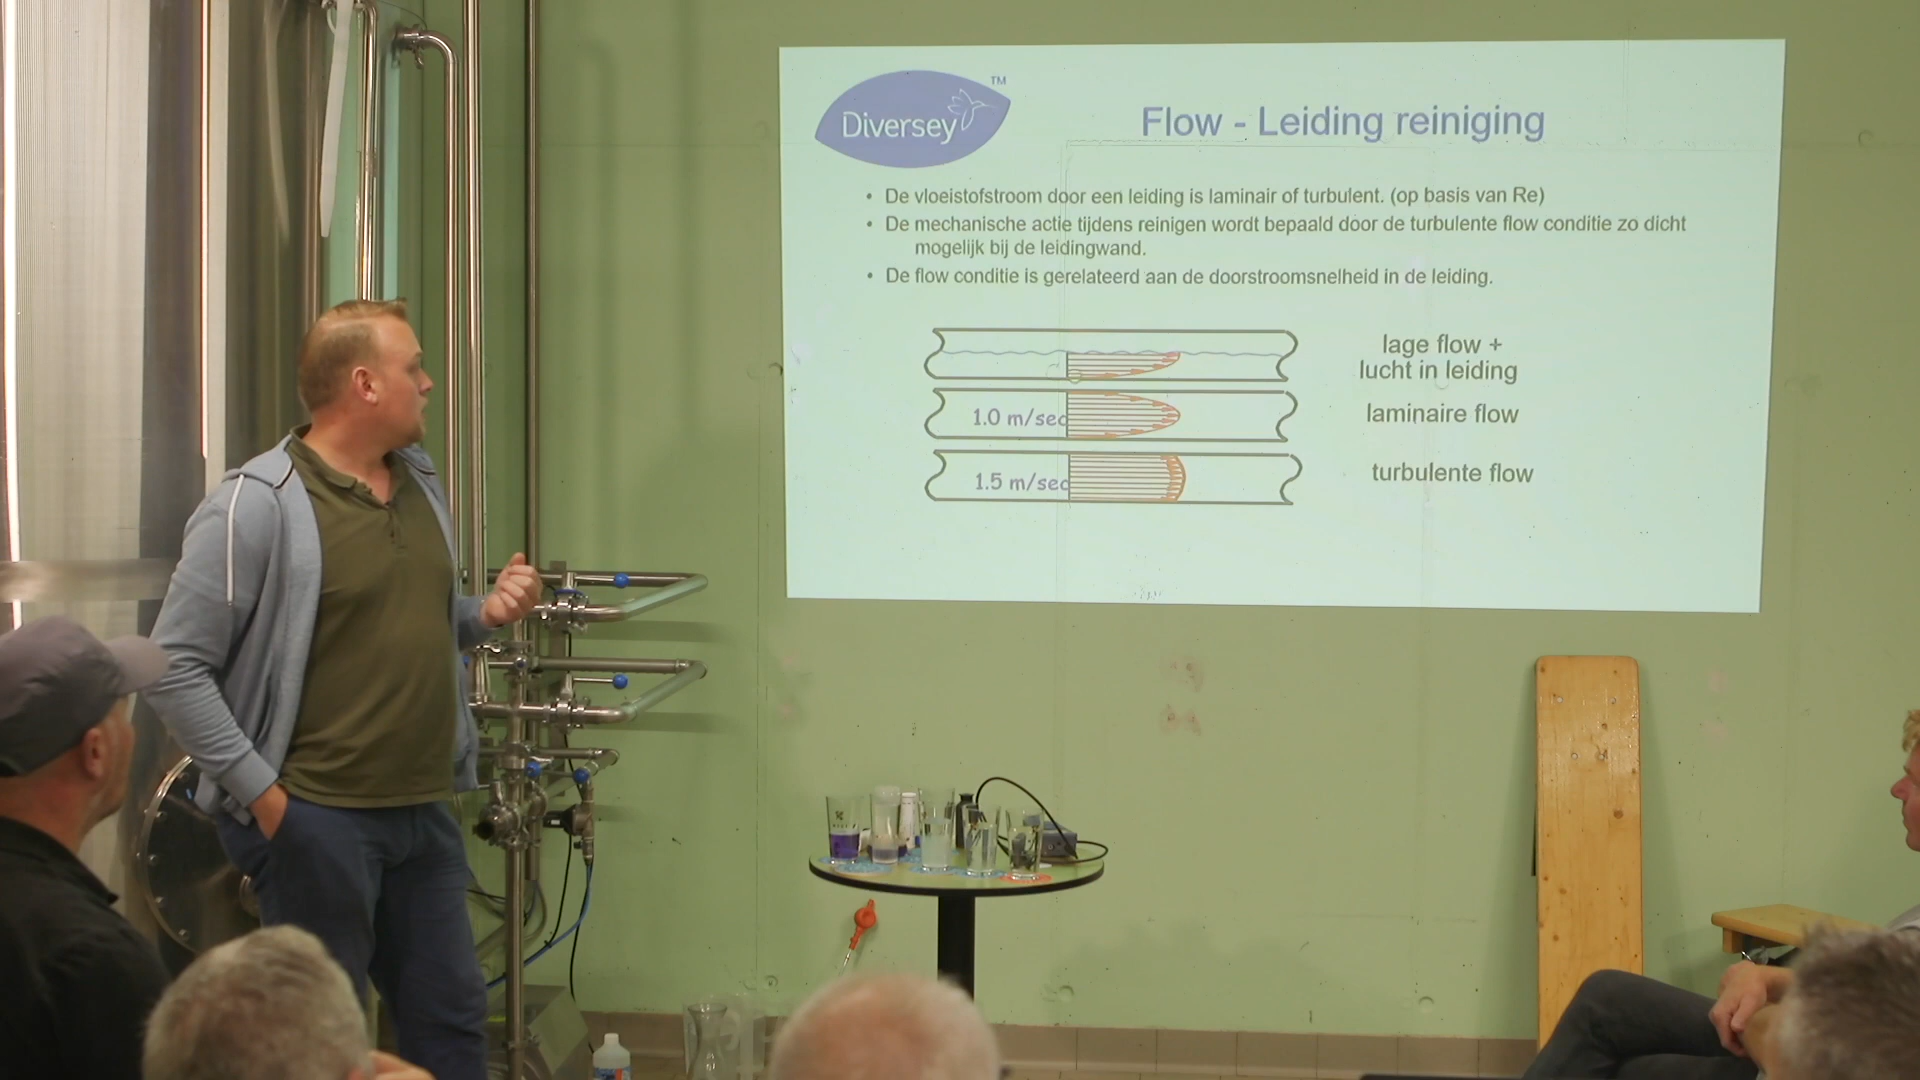 Diversey™
Flow - Leiding reiniging
• De vloeistofstroom door een leiding is laminair of turbulent. (op basis van Re)
• De mechanische actie tijdens reinigen wordt bepaald door de turbulente flow conditie zo dicht
mogelijk bij de leidingwand.
• De flow conditie is gerelateerd aan de doorstroomsnelheid in de leiding.
lage flow +
lucht in leiding
1.0 m/sec
laminaire flow
1.5 m/sec
turbulente flow